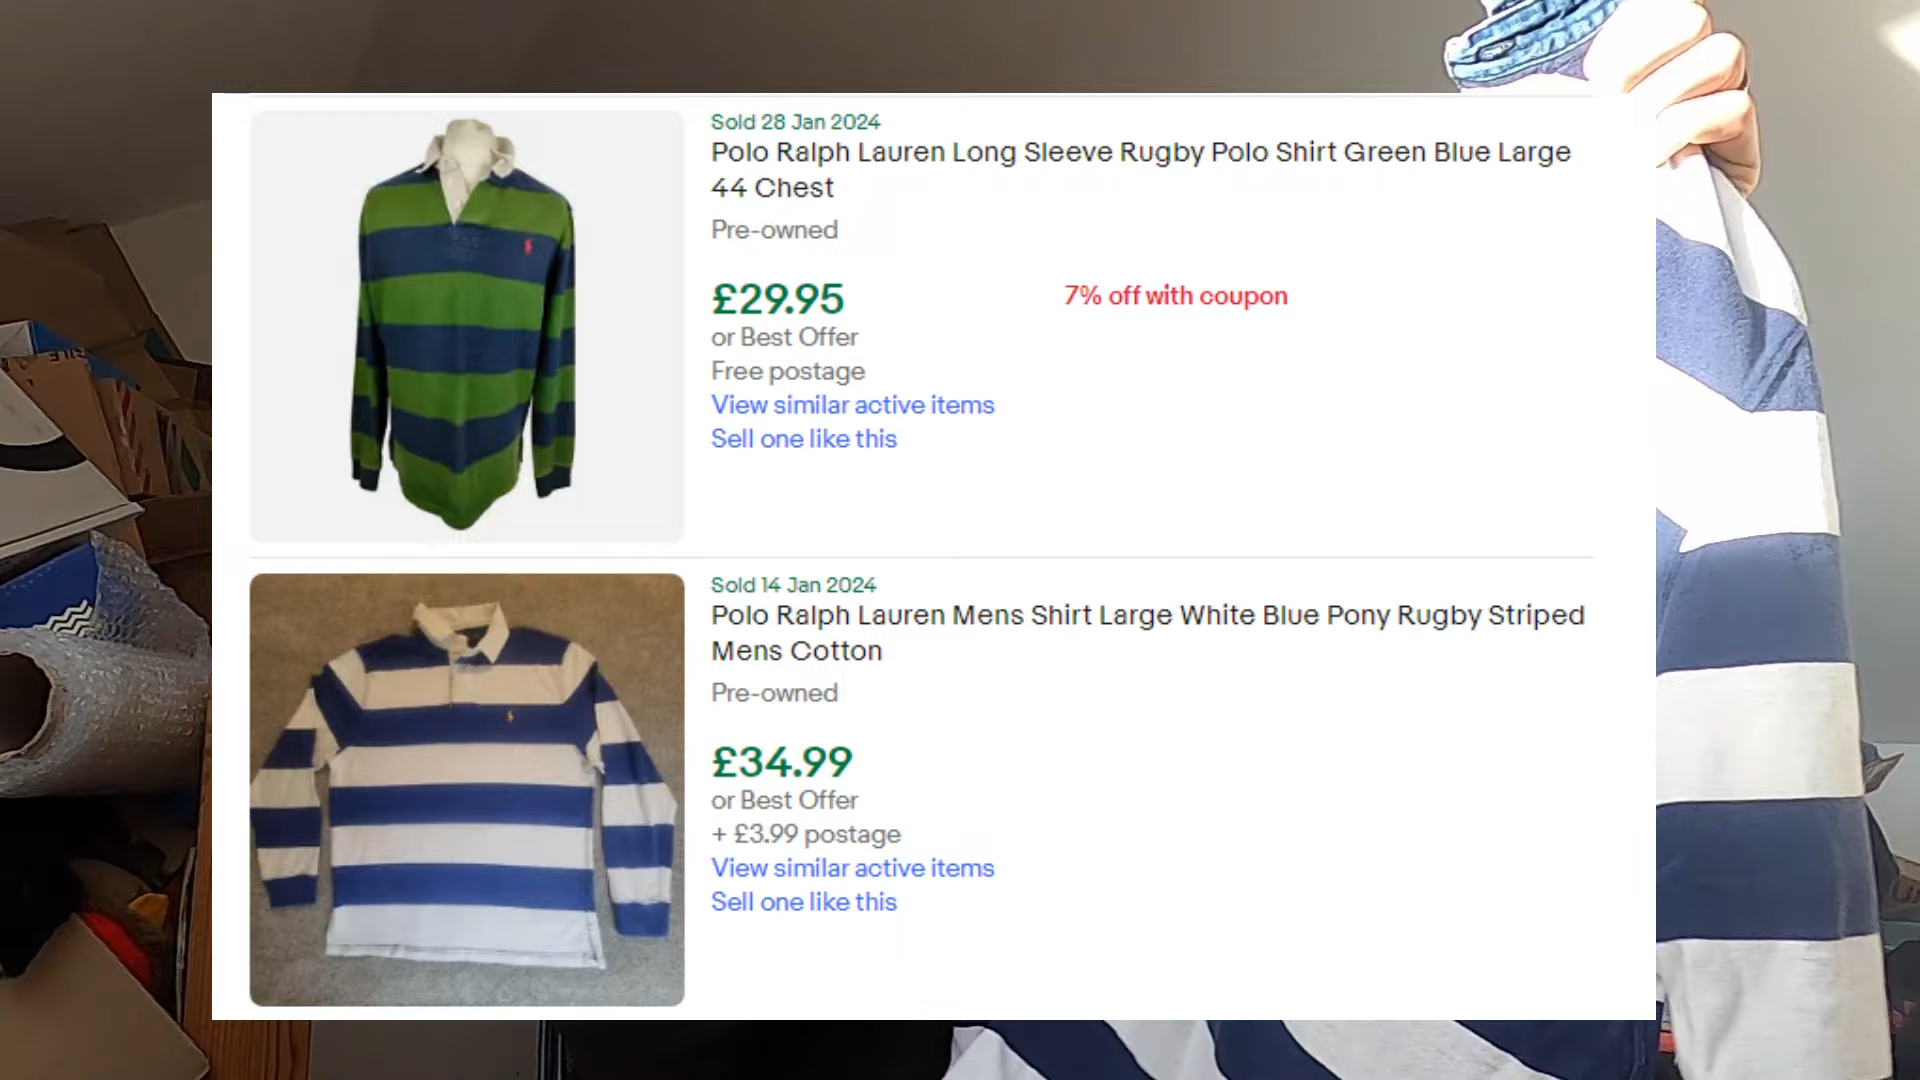 Sold 28 Jan 2024
Polo Ralph Lauren Long Sleeve Rugby Polo Shirt Green Blue Large
44 Chest
Pre-owned
£29.95
7% off with coupon
or Best Offer
Free postage
View similar active items
Sell one like this
Sold 14 Jan 2024
Polo Ralph Lauren Mens Shirt Large White Blue Pony Rugby Striped
Mens Cotton
Pre-owned
£34.99
or Best Offer
+ £3.99 postage
View similar active items
Sell one like this